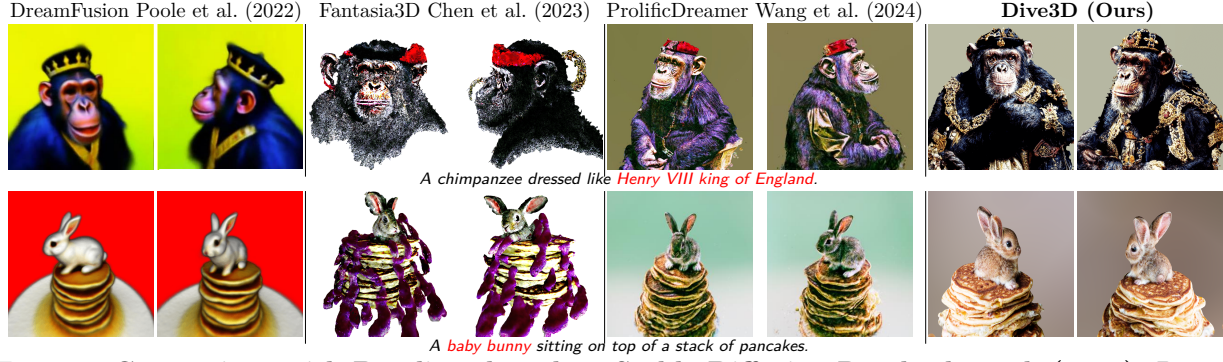 DreamFusion Poole et al. (2022) Fantasia3D Chen et al. (2023) ProlificDreamer Wang et al. (2024) Dive3D (Ours)
A chimpanzee dressed like Henry VIII king of England.
A baby bunny sitting on top of a stack of pancakes.